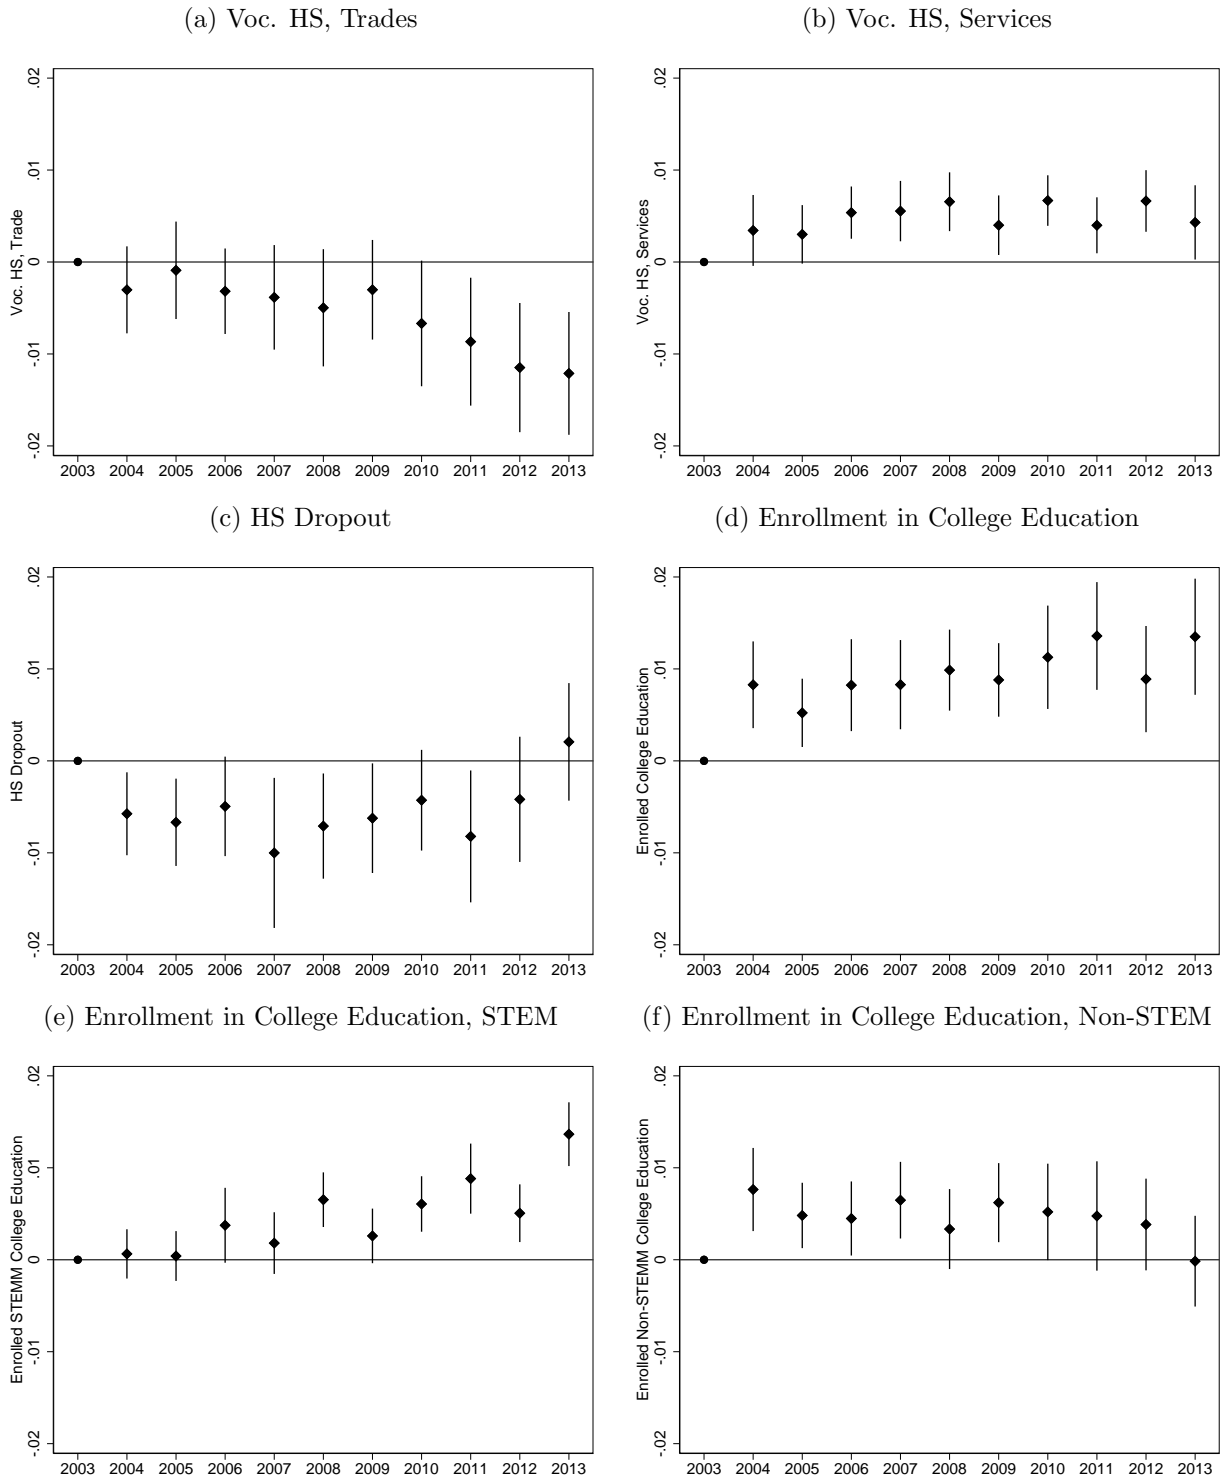 (a) Voc. HS, Trades
Voc. HS, Trade
.02
.01
0
-.01
-.02
2003 2004 2005 2006 2007 2008 2009 2010 2011 2012 2013
(b) Voc. HS, Services
Voc. HS, Services
.02
.01
0
-.01
-.02
2003 2004 2005 2006 2007 2008 2009 2010 2011 2012 2013
(c) HS Dropout
HS Dropout
.02
.01
0
-.01
-.02
2003 2004 2005 2006 2007 2008 2009 2010 2011 2012 2013
(d) Enrollment in College Education
Enrolled College Education
.02
.01
0
-.01
-.02
2003 2004 2005 2006 2007 2008 2009 2010 2011 2012 2013
(e) Enrollment in College Education, STEM
Enrolled STEMM College Education
.02
.01
0
-.01
-.02
2003 2004 2005 2006 2007 2008 2009 2010 2011 2012 2013
(f) Enrollment in College Education, Non-STEM
Enrolled Non-STEMM College Education
.02
.01
0
-.01
-.02
2003 2004 2005 2006 2007 2008 2009 2010 2011 2012 2013